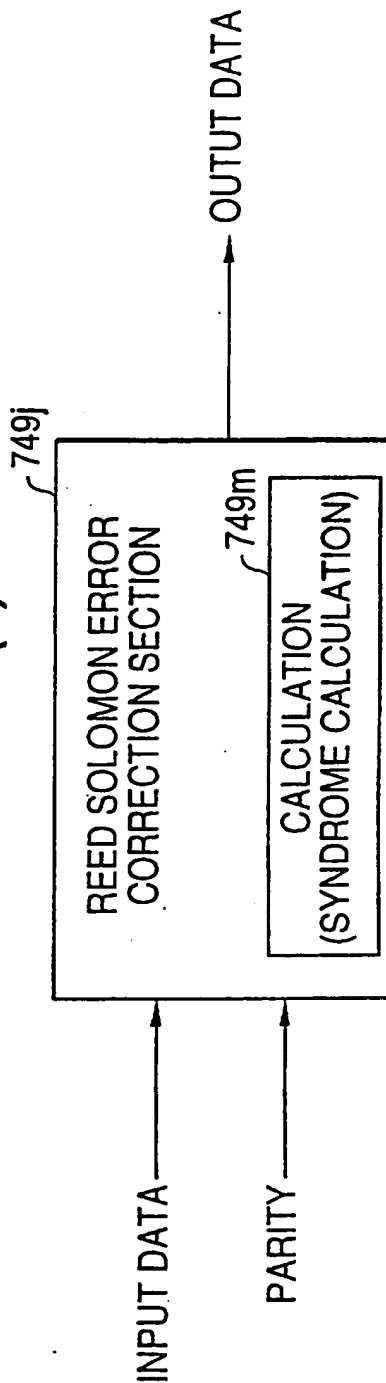 749j
REED SOLOMON ERROR
CORRECTION SECTION
749m
CALCULATION
(SYNDROME CALCULATION)
INPUT DATA
PARITY
OUTUT DATA